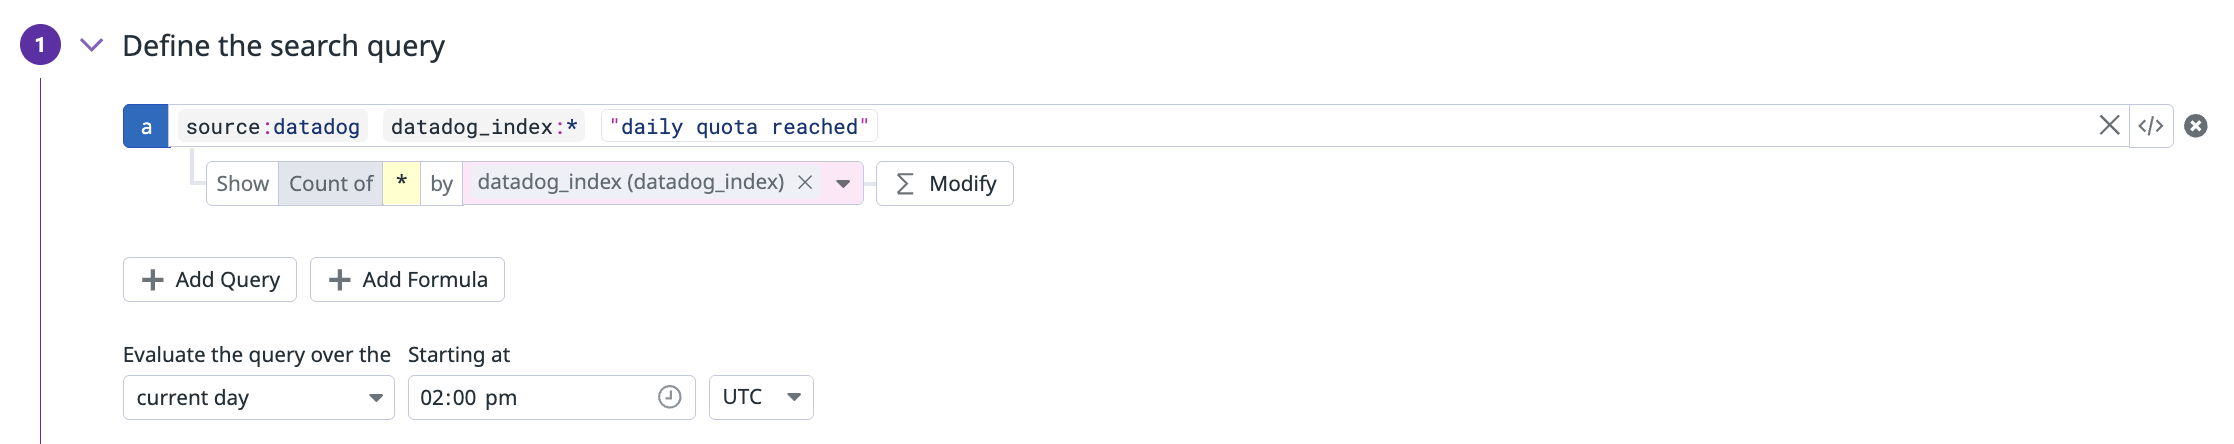 1 Define the search query
a source:datadog datadog_index:* "daily quota reached" </>
Show Count of * by datadog_index (datadog_index) Σ Modify
Add Query Add Formula
Evaluate the query over the Starting at
current day 02:00 pm UTC